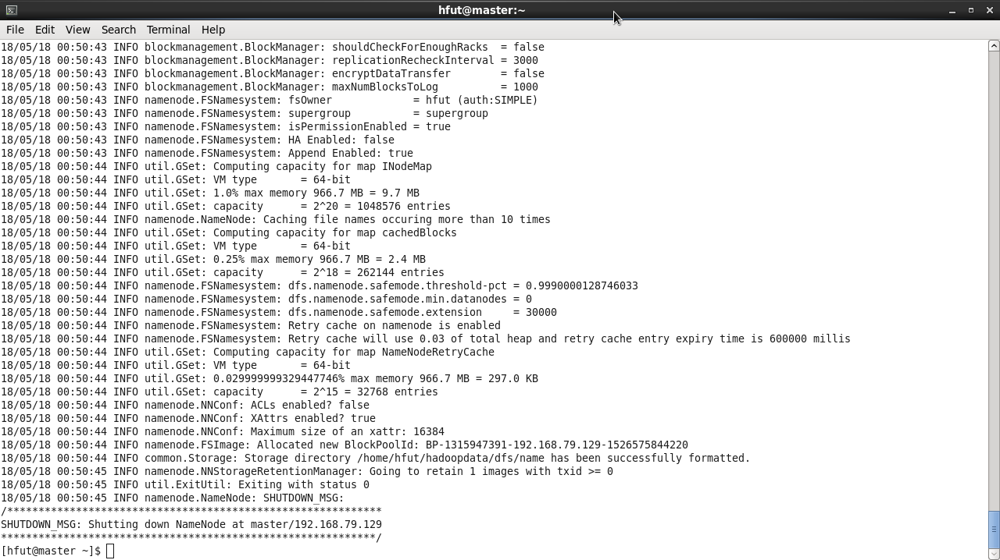 hfut@master:~
File Edit View Search Terminal Help
18/05/18 00:50:43 INFO blockmanagement.BlockManager: shouldCheckForEnoughRacks  = false
18/05/18 00:50:43 INFO blockmanagement.BlockManager: replicationRecheckInterval = 3000
18/05/18 00:50:43 INFO blockmanagement.BlockManager: encryptDataTransfer        = false
18/05/18 00:50:43 INFO blockmanagement.BlockManager: maxNumBlocksToLog          = 1000
18/05/18 00:50:43 INFO namenode.FSNamesystem: fsOwner             = hfut (auth:SIMPLE)
18/05/18 00:50:43 INFO namenode.FSNamesystem: supergroup          = supergroup
18/05/18 00:50:43 INFO namenode.FSNamesystem: isPermissionEnabled = true
18/05/18 00:50:43 INFO namenode.FSNamesystem: HA Enabled: false
18/05/18 00:50:43 INFO namenode.FSNamesystem: Append Enabled: true
18/05/18 00:50:44 INFO util.GSet: Computing capacity for map INodeMap
18/05/18 00:50:44 INFO util.GSet: VM type       = 64-bit
18/05/18 00:50:44 INFO util.GSet: 1.0% max memory 966.7 MB = 9.7 MB
18/05/18 00:50:44 INFO util.GSet: capacity      = 2^20 = 1048576 entries
18/05/18 00:50:44 INFO namenode.NameNode: Caching file names occuring more than 10 times
18/05/18 00:50:44 INFO util.GSet: Computing capacity for map cachedBlocks
18/05/18 00:50:44 INFO util.GSet: VM type       = 64-bit
18/05/18 00:50:44 INFO util.GSet: 0.25% max memory 966.7 MB = 2.4 MB
18/05/18 00:50:44 INFO util.GSet: capacity      = 2^18 = 262144 entries
18/05/18 00:50:44 INFO namenode.FSNamesystem: dfs.namenode.safemode.threshold-pct = 0.9990000128746033
18/05/18 00:50:44 INFO namenode.FSNamesystem: dfs.namenode.safemode.min.datanodes = 0
18/05/18 00:50:44 INFO namenode.FSNamesystem: dfs.namenode.safemode.extension     = 30000
18/05/18 00:50:44 INFO namenode.FSNamesystem: Retry cache on namenode is enabled
18/05/18 00:50:44 INFO namenode.FSNamesystem: Retry cache will use 0.03 of total heap and retry cache entry expiry time is 600000 millis
18/05/18 00:50:44 INFO util.GSet: Computing capacity for map NameNodeRetryCache
18/05/18 00:50:44 INFO util.GSet: VM type       = 64-bit
18/05/18 00:50:44 INFO util.GSet: 0.029999999329447746% max memory 966.7 MB = 297.0 KB
18/05/18 00:50:44 INFO util.GSet: capacity      = 2^15 = 32768 entries
18/05/18 00:50:44 INFO namenode.NNConf: ACLs enabled? false
18/05/18 00:50:44 INFO namenode.NNConf: XAttrs enabled? true
18/05/18 00:50:44 INFO namenode.NNConf: Maximum size of an xattr: 16384
18/05/18 00:50:44 INFO namenode.FSImage: Allocated new BlockPoolId: BP-1315947391-192.168.79.129-1526575844220
18/05/18 00:50:44 INFO common.Storage: Storage directory /home/hfut/hadoopdata/dfs/name has been successfully formatted.
18/05/18 00:50:45 INFO namenode.NNStorageRetentionManager: Going to retain 1 images with txid >= 0
18/05/18 00:50:45 INFO util.ExitUtil: Exiting with status 0
18/05/18 00:50:45 INFO namenode.NameNode: SHUTDOWN_MSG:
/************************************************************
SHUTDOWN_MSG: Shutting down NameNode at master/192.168.79.129
************************************************************/
[hfut@master ~]$